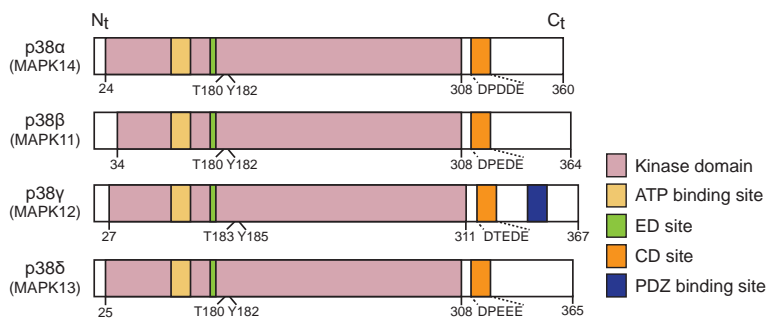 Nt Ct
p38α
(MAPK14)
24 T180 Y182 308 DPDDE 360
p38β
(MAPK11)
34 T180 Y182 308 DPEDE 364
p38γ
(MAPK12)
27 T183 Y185 311 DTEDE 367
p38δ
(MAPK13)
25 T180 Y182 308 DPEEE 365
Kinase domain
ATP binding site
ED site
CD site
PDZ binding site